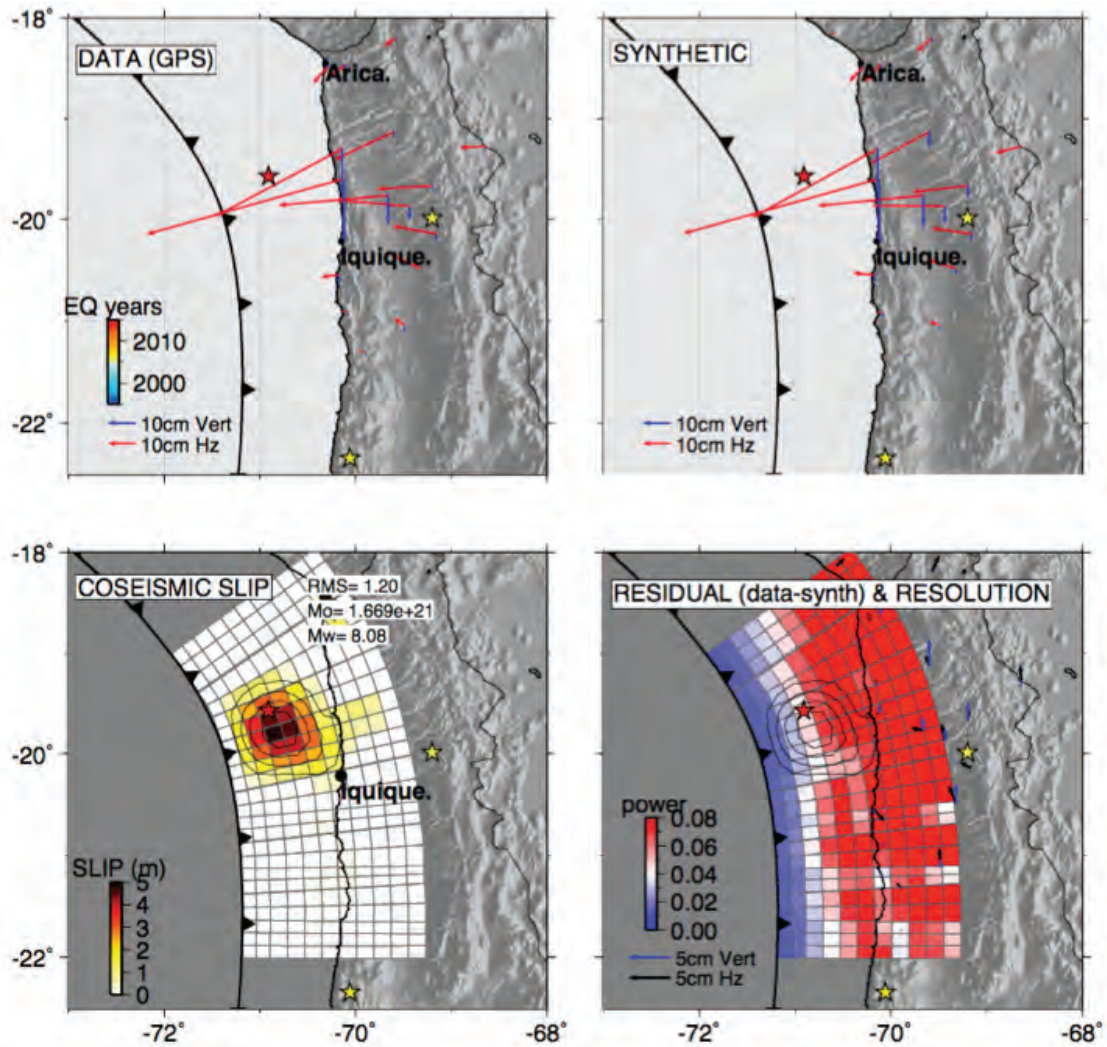 -18°
DATA (GPS)
Arica.
-20°
Iquique.
EQ years
2010
2000
10cm Vert
10cm Hz
-22°
SYNTHETIC
Arica.
Iquique.
10cm Vert
10cm Hz
-18°
COSEISMIC SLIP
RMS= 1.20
Mo= 1.669e+21
Mw= 8.08
-20°
Iquique.
SLIP (m)
5
4
3
2
1
0
-22°
-72°
-70°
-68°
RESIDUAL (data-synth) & RESOLUTION
power
0.08
0.06
0.04
0.02
0.00
5cm Vert
5cm Hz
-72°
-70°
-68°